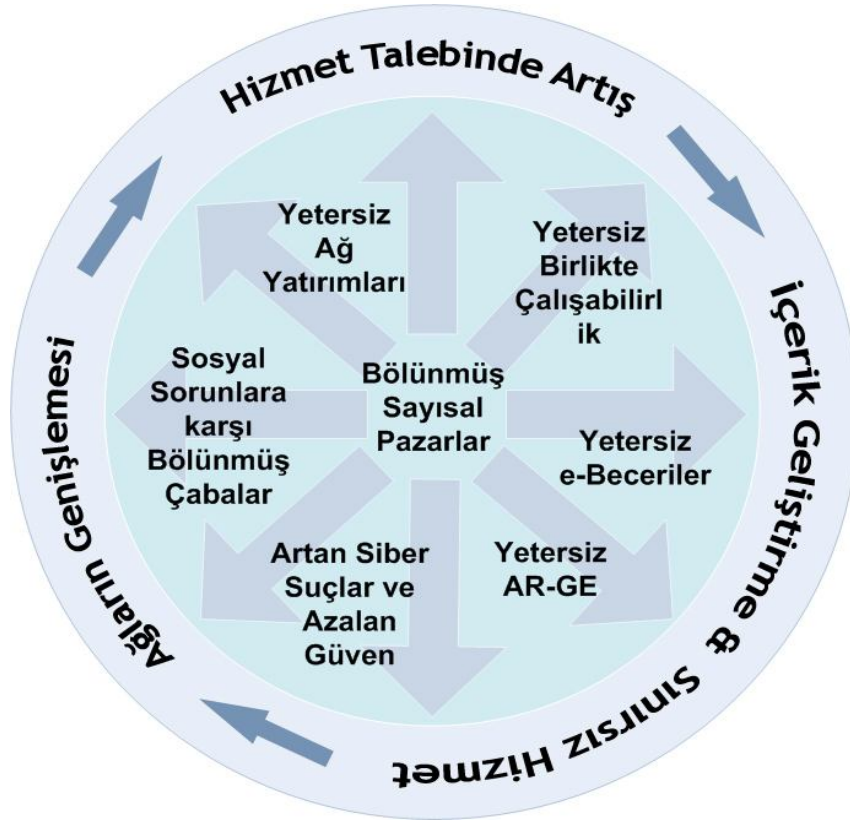 Hizmet Talebinde Artış
İçerik Geliştirme & Sınırsız Hizmet
Ağların Genişlemesi
Yetersiz
Ağ
Yatırımları
Yetersiz
Birlikte
Çalışabilirl
ik
Sosyal
Sorunlara
karşı
Bölünmüş
Çabalar
Bölünmüş
Sayısal
Pazarlar
Yetersiz
e-Beceriler
Artan Siber
Suçlar ve
Azalan
Güven
Yetersiz
AR-GE